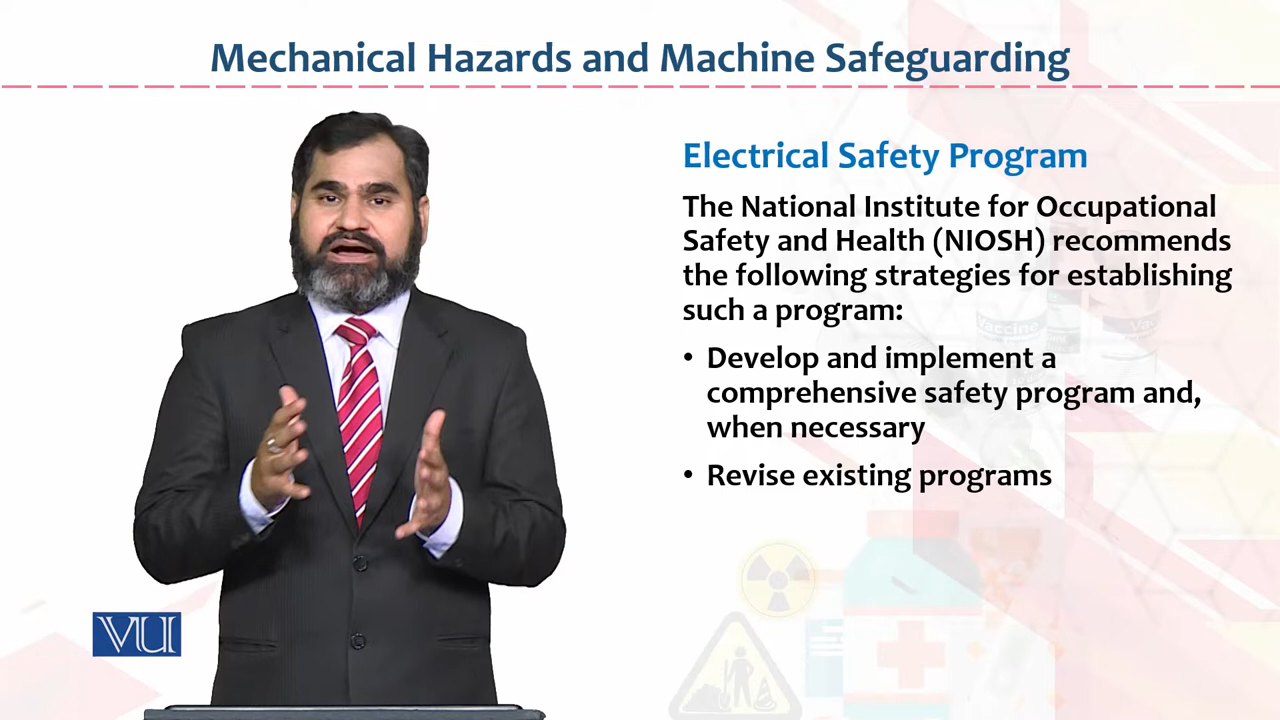 Mechanical Hazards and Machine Safeguarding
Electrical Safety Program
The National Institute for Occupational
Safety and Health (NIOSH) recommends
the following strategies for establishing
such a program:
• Develop and implement a
comprehensive safety program and,
when necessary
• Revise existing programs
Vaccine
VU